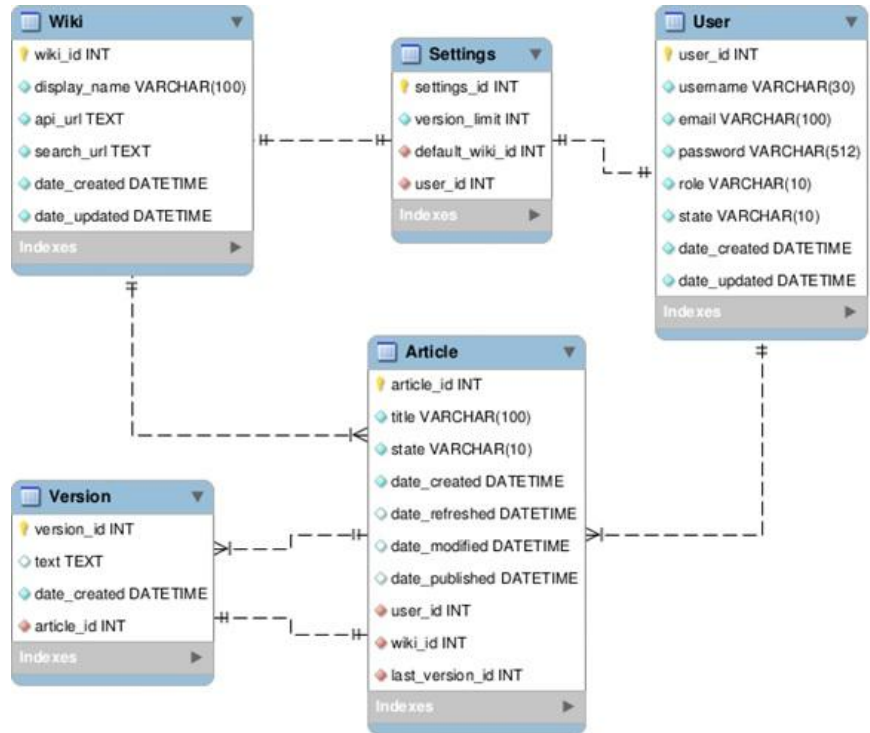 Wiki
wiki_id INT
display_name VARCHAR(100)
api_url TEXT
search_url TEXT
date_created DATETIME
date_updated DATETIME
Indexes
Settings
settings_id INT
version_limit INT
default_wiki_id INT
user_id INT
Indexes
User
user_id INT
username VARCHAR(30)
email VARCHAR(100)
password VARCHAR(512)
role VARCHAR(10)
state VARCHAR(10)
date_created DATETIME
date_updated DATETIME
Indexes
Article
article_id INT
title VARCHAR(100)
state VARCHAR(10)
date_created DATETIME
date_refreshed DATETIME
date_modified DATETIME
date_published DATETIME
user_id INT
wiki_id INT
last_version_id INT
Indexes
Version
version_id INT
text TEXT
date_created DATETIME
article_id INT
Indexes